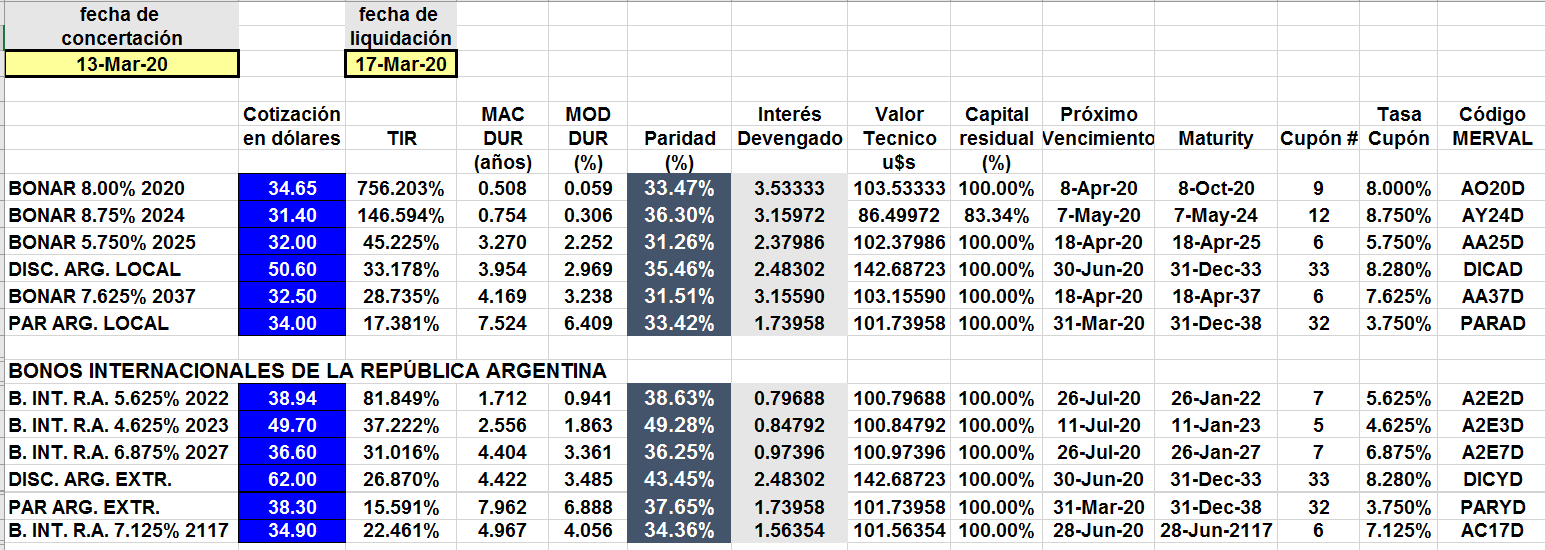 fecha de fecha de
concertación liquidación
13-Mar-20 17-Mar-20
Cotización MAC MOD Interés Valor Capital Próximo Tasa Código
en dólares TIR DUR DUR Paridad Devengado Tecnico residual Vencimiento Maturity Cupón # Cupón MERVAL
(años) (%) (%) u$s (%)
BONAR 8.00% 2020 34.65 756.203% 0.508 0.059 33.47% 3.53333 103.53333 100.00% 8-Apr-20 8-Oct-20 9 8.000% AO20D
BONAR 8.75% 2024 31.40 146.594% 0.754 0.306 36.30% 3.15972 86.49972 83.34% 7-May-20 7-May-24 12 8.750% AY24D
BONAR 5.750% 2025 32.00 45.225% 3.270 2.252 31.26% 2.37986 102.37986 100.00% 18-Apr-20 18-Apr-25 6 5.750% AA25D
DISC. ARG. LOCAL 50.60 33.178% 3.954 2.969 35.46% 2.48302 142.68723 100.00% 30-Jun-20 31-Dec-33 33 8.280% DICAD
BONAR 7.625% 2037 32.50 28.735% 4.169 3.238 31.51% 3.15590 103.15590 100.00% 18-Apr-20 18-Apr-37 6 7.625% AA37D
PAR ARG. LOCAL 34.00 17.381% 7.524 6.409 33.42% 1.73958 101.73958 100.00% 31-Mar-20 31-Dec-38 32 3.750% PARAD
BONOS INTERNACIONALES DE LA REPÚBLICA ARGENTINA
B. INT. R.A. 5.625% 2022 38.94 81.849% 1.712 0.941 38.63% 0.79688 100.79688 100.00% 26-Jul-20 26-Jan-22 7 5.625% A2E2D
B. INT. R.A. 4.625% 2023 49.70 37.222% 2.556 1.863 49.28% 0.84792 100.84792 100.00% 11-Jul-20 11-Jan-23 5 4.625% A2E3D
B. INT. R.A. 6.875% 2027 36.60 31.016% 4.404 3.361 36.25% 0.97396 100.97396 100.00% 26-Jul-20 26-Jan-27 7 6.875% A2E7D
DISC. ARG. EXTR. 62.00 26.870% 4.422 3.485 43.45% 2.48302 142.68723 100.00% 30-Jun-20 31-Dec-33 33 8.280% DICYD
PAR ARG. EXTR. 38.30 15.591% 7.962 6.888 37.65% 1.73958 101.73958 100.00% 31-Mar-20 31-Dec-38 32 3.750% PARYD
B. INT. R.A. 7.125% 2117 34.90 22.461% 4.967 4.056 34.36% 1.56354 101.56354 100.00% 28-Jun-20 28-Jun-2117 6 7.125% AC17D